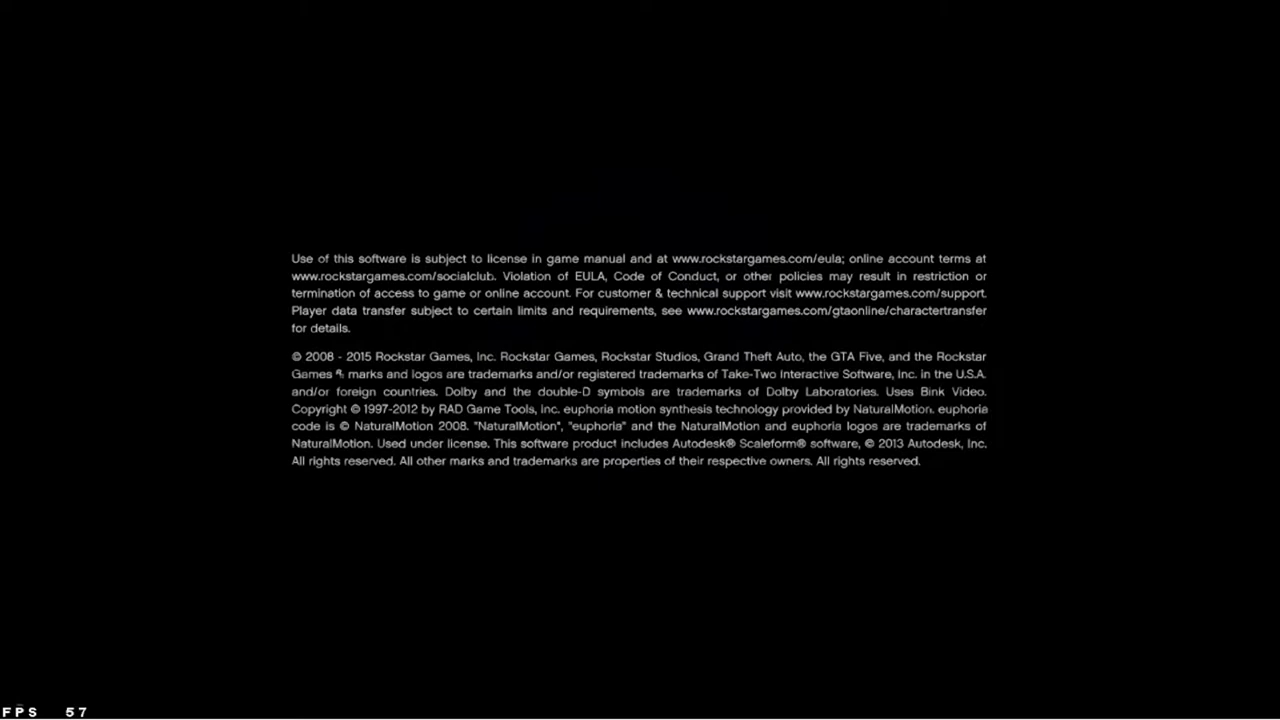 Use of this software is subject to license in game manual and at www.rockstargames.com/eula; online account terms at
www.rockstargames.com/socialclub. Violation of EULA, Code of Conduct, or other policies may result in restriction or
termination of access to game or online account. For customer & technical support visit www.rockstargames.com/support.
Player data transfer subject to certain limits and requirements, see www.rockstargames.com/gtaonline/charactertransfer
for details.
© 2008 - 2015 Rockstar Games, Inc. Rockstar Games, Rockstar Studios, Grand Theft Auto, the GTA Five, and the Rockstar
Games R* marks and logos are trademarks and/or registered trademarks of Take-Two Interactive Software, Inc. in the U.S.A.
and/or foreign countries. Dolby and the double-D symbols are trademarks of Dolby Laboratories. Uses Bink Video.
Copyright © 1997-2012 by RAD Game Tools, Inc. euphoria motion synthesis technology provided by NaturalMotion. euphoria
code is © NaturalMotion 2008. "NaturalMotion", "euphoria" and the NaturalMotion and euphoria logos are trademarks of
NaturalMotion. Used under license. This software product includes Autodesk® Scaleform® software, © 2013 Autodesk, Inc.
All rights reserved. All other marks and trademarks are properties of their respective owners. All rights reserved.
FPS 57